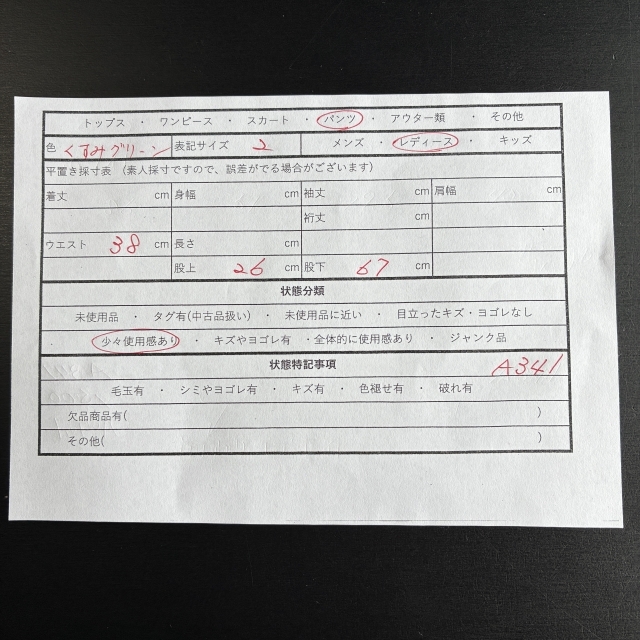 トップス ・ ワンピース ・ スカート ・ パンツ ・ アウター類 ・ その他
色 くすみグリーン 表記サイズ 2 メンズ ・ レディース ・ キッズ
平置き採寸表 (素人採寸ですので、誤差がでる場合がございます)
着丈 cm 身幅 cm 袖丈 cm 肩幅 cm
裄丈 cm
ウエスト 38 cm 長さ cm
股上 26 cm 股下 67 cm
状態分類
未使用品 ・ タグ有(中古品扱い) ・ 未使用品に近い ・ 目立ったキズ・ヨゴレなし
少々使用感あり ・ キズやヨゴレ有 ・全体的に使用感あり ・ ジャンク品
状態特記事項 A341
毛玉有 ・ シミやヨゴレ有 ・ キズ有 ・ 色褪せ有 ・ 破れ有
欠品商品有( )
その他( )